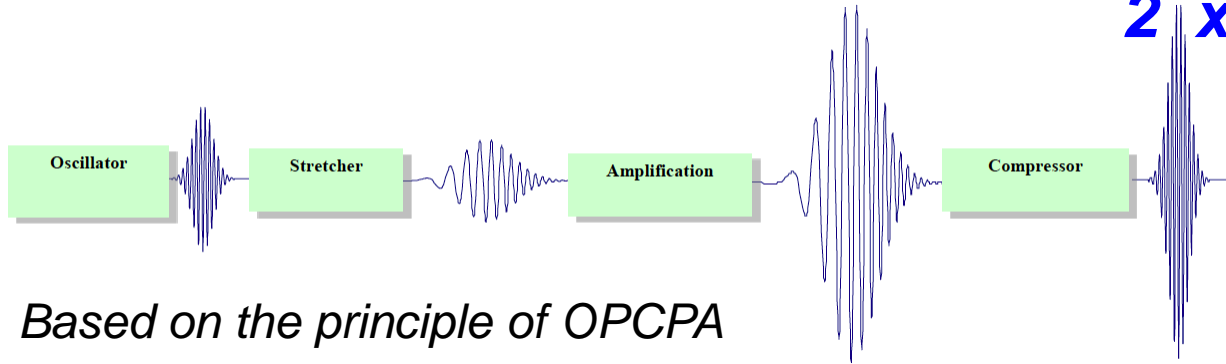 2 x
Oscillator
Stretcher
Amplification
Compressor
Based on the principle of OPCPA